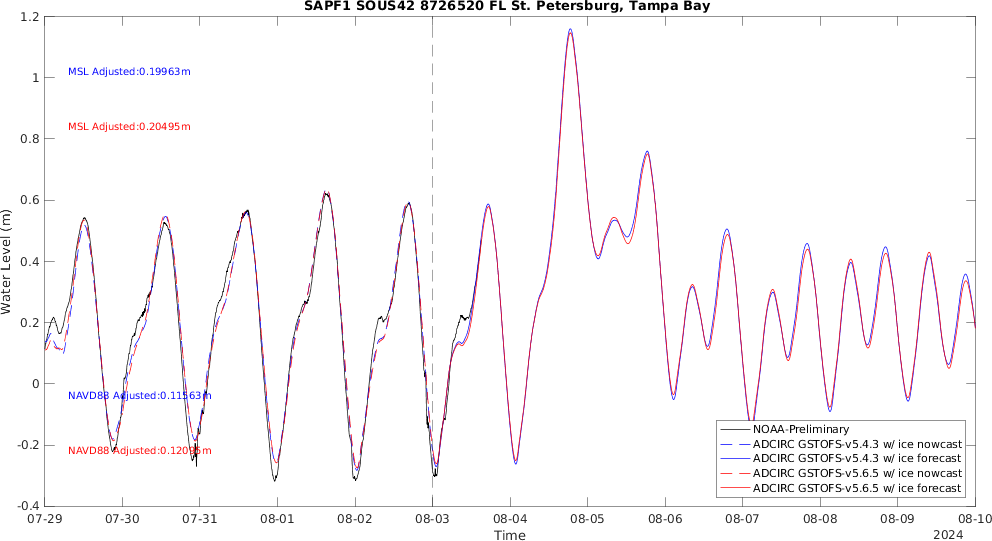 SAPF1 SOUS42 8726520 FL St. Petersburg, Tampa Bay
1.2
1
0.8
0.6
0.4
0.2
0
-0.2
-0.4
Water Level (m)
MSL Adjusted:0.19963m
MSL Adjusted:0.20495m
NAVD88 Adjusted:0.11563m
NAVD88 Adjusted:0.12095m
NOAA-Preliminary
ADCIRC GSTOFS-v5.4.3 w/ ice nowcast
ADCIRC GSTOFS-v5.4.3 w/ ice forecast
ADCIRC GSTOFS-v5.6.5 w/ ice nowcast
ADCIRC GSTOFS-v5.6.5 w/ ice forecast
07-29 07-30 07-31 08-01 08-02 08-03 08-04 08-05 08-06 08-07 08-08 08-09 08-10
Time
2024